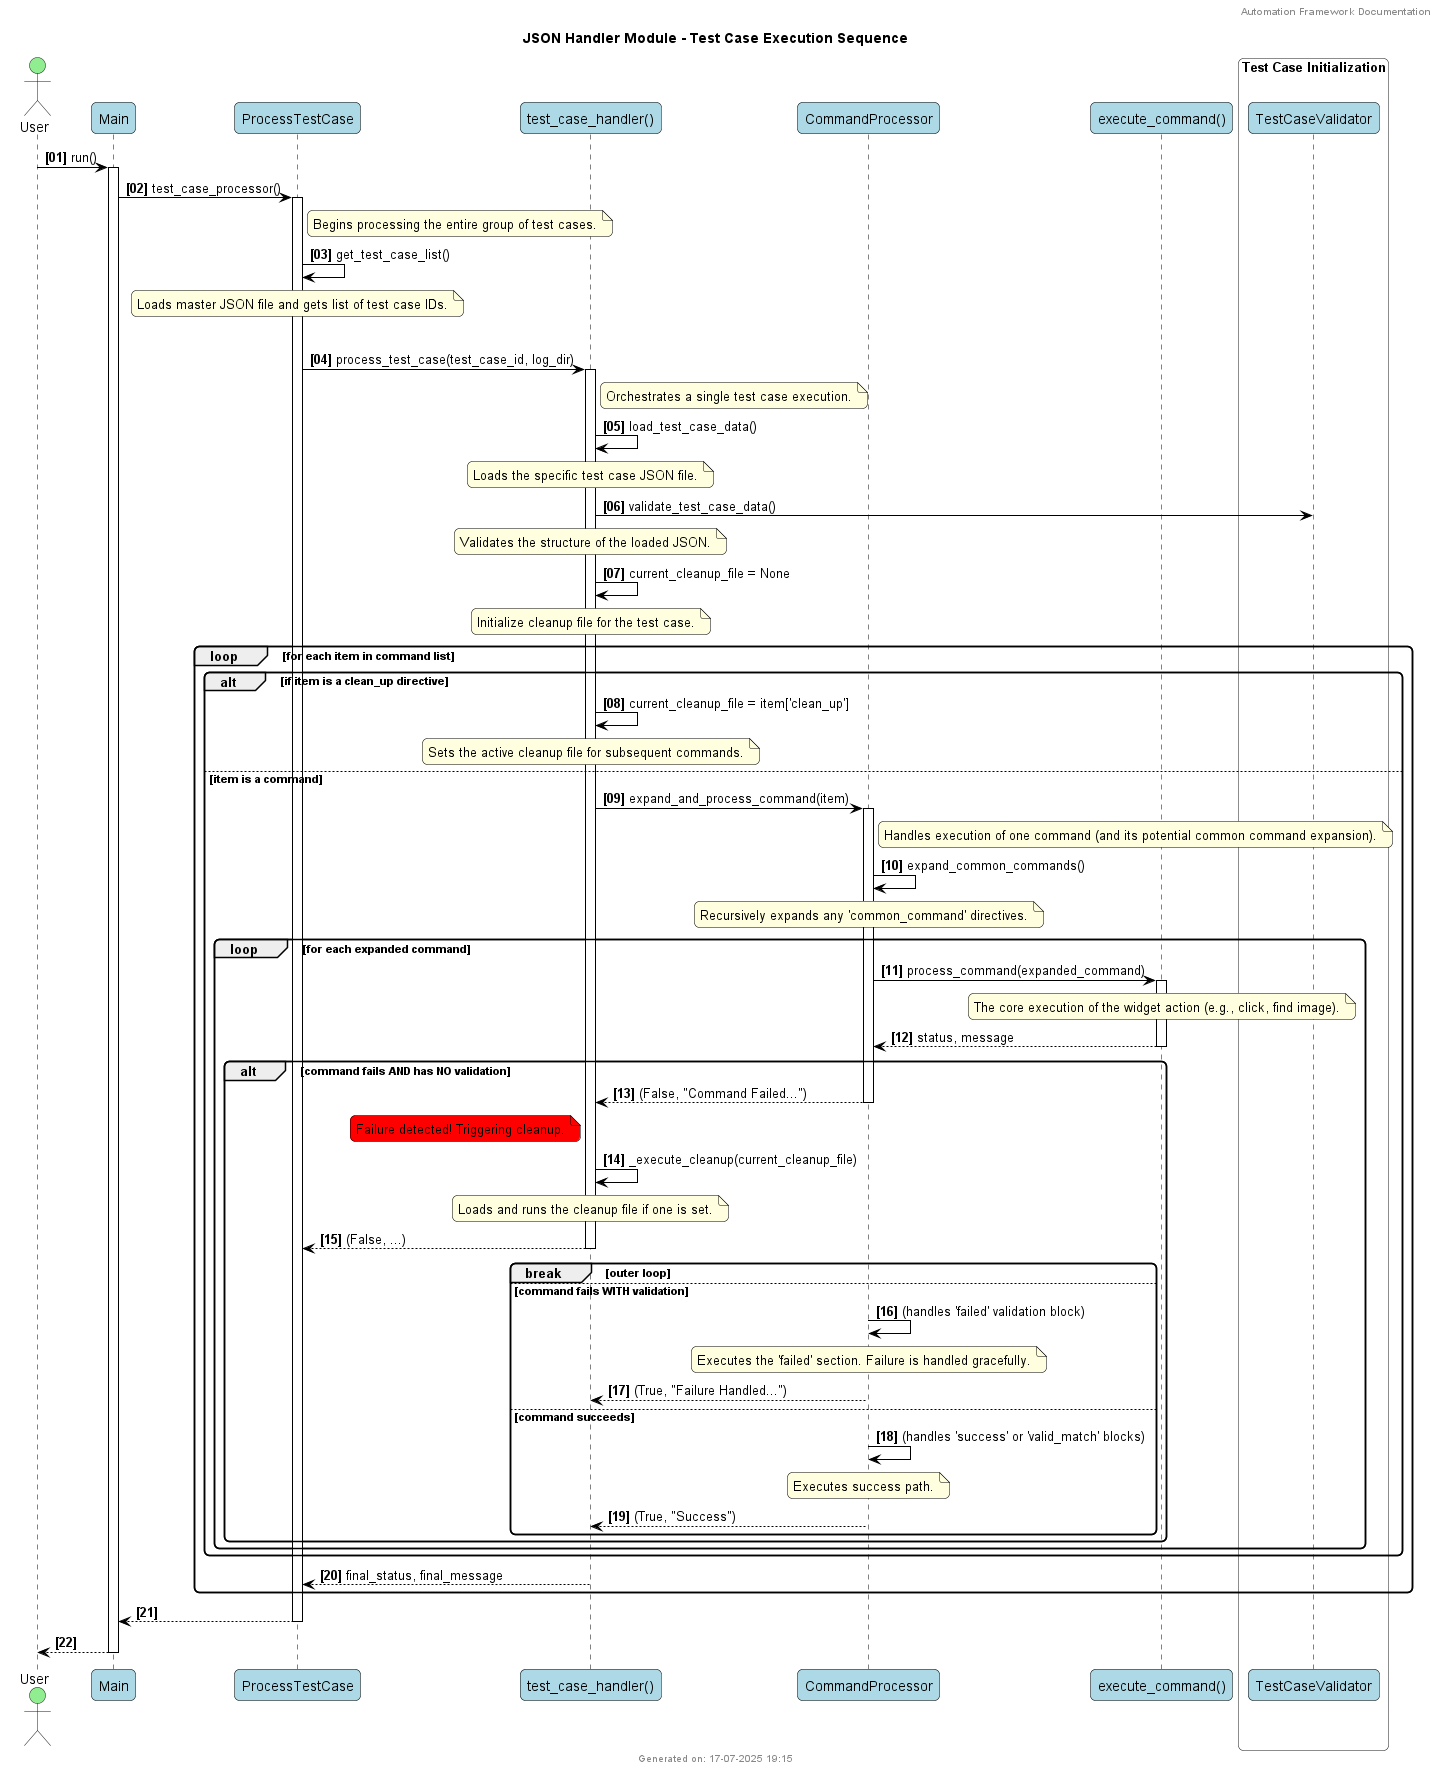 Automation Framework Documentation
JSON Handler Module - Test Case Execution Sequence
Test Case Initialization
User
Main
ProcessTestCase
test_case_handler()
CommandProcessor
execute_command()
TestCaseValidator
[01] run()
[02] test_case_processor()
Begins processing the entire group of test cases.
[03] get_test_case_list()
Loads master JSON file and gets list of test case IDs.
[04] process_test_case(test_case_id, log_dir)
Orchestrates a single test case execution.
[05] load_test_case_data()
Loads the specific test case JSON file.
[06] validate_test_case_data()
Validates the structure of the loaded JSON.
[07] current_cleanup_file = None
Initialize cleanup file for the test case.
loop [for each item in command list]
alt [if item is a clean_up directive]
[08] current_cleanup_file = item['clean_up']
Sets the active cleanup file for subsequent commands.
[item is a command]
[09] expand_and_process_command(item)
Handles execution of one command (and its potential common command expansion).
[10] expand_common_commands()
Recursively expands any 'common_command' directives.
loop [for each expanded command]
[11] process_command(expanded_command)
The core execution of the widget action (e.g., click, find image).
[12] status, message
alt [command fails AND has NO validation]
[13] (False, "Command Failed...")
Failure detected! Triggering cleanup.
[14] _execute_cleanup(current_cleanup_file)
Loads and runs the cleanup file if one is set.
[15] (False, ...)
break [outer loop]
[command fails WITH validation]
[16] (handles 'failed' validation block)
Executes the 'failed' section. Failure is handled gracefully.
[17] (True, "Failure Handled...")
[command succeeds]
[18] (handles 'success' or 'valid_match' blocks)
Executes success path.
[19] (True, "Success")
[20] final_status, final_message
[21]
[22]
User
Main
ProcessTestCase
test_case_handler()
CommandProcessor
execute_command()
TestCaseValidator
Generated on: 17-07-2025 19:15